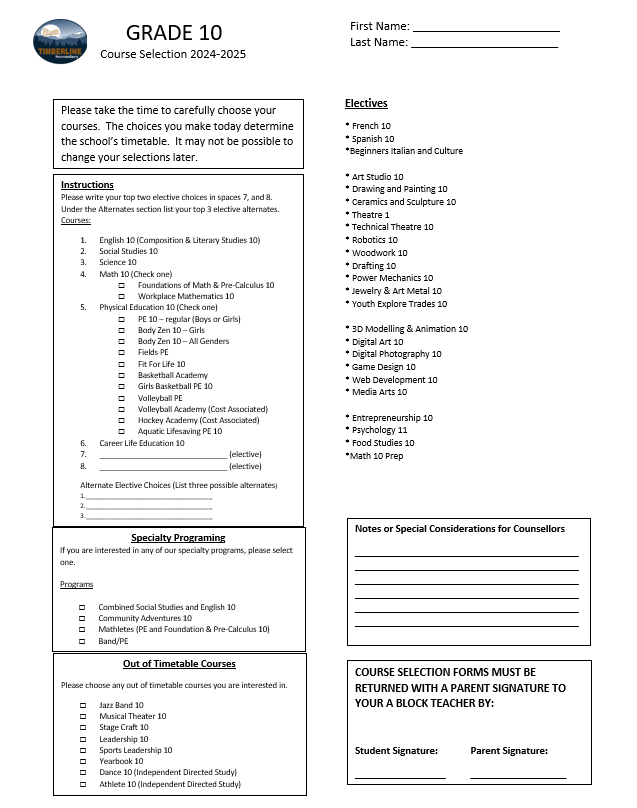 TIMBERLINE
Secondary
GRADE 10
Course Selection 2024-2025
First Name: ______________________
Last Name: ______________________
Please take the time to carefully choose your
courses. The choices you make today determine
the school's timetable. It may not be possible to
change your selections later.
Instructions
Please write your top two elective choices in spaces 7, and 8.
Under the Alternates section list your top 3 elective alternates.
Courses:
1. English 10 (Composition & Literary Studies 10)
2. Social Studies 10
3. Science 10
4. Math 10 (Check one)
☐ Foundations of Math & Pre-Calculus 10
☐ Workplace Mathematics 10
5. Physical Education 10 (Check one)
☐ PE 10 – regular (Boys or Girls)
☐ Body Zen 10 – Girls
☐ Body Zen 10 – All Genders
☐ Fields PE
☐ Fit For Life 10
☐ Basketball Academy
☐ Girls Basketball PE 10
☐ Volleyball PE
☐ Volleyball Academy (Cost Associated)
☐ Hockey Academy (Cost Associated)
☐ Aquatic Lifesaving PE 10
6. Career Life Education 10
7. ______________________________ (elective)
8. ______________________________ (elective)
Alternate Elective Choices (List three possible alternates)
1.______________________________
2.______________________________
3.______________________________
Specialty Programing
If you are interested in any of our specialty programs, please select
one.
Programs
☐ Combined Social Studies and English 10
☐ Community Adventures 10
☐ Mathletes (PE and Foundation & Pre-Calculus 10)
☐ Band/PE
Out of Timetable Courses
Please choose any out of timetable courses you are interested in.
☐ Jazz Band 10
☐ Musical Theater 10
☐ Stage Craft 10
☐ Leadership 10
☐ Sports Leadership 10
☐ Yearbook 10
☐ Dance 10 (Independent Directed Study)
☐ Athlete 10 (Independent Directed Study)
Electives
* French 10
* Spanish 10
*Beginners Italian and Culture
* Art Studio 10
* Drawing and Painting 10
* Ceramics and Sculpture 10
* Theatre 1
* Technical Theatre 10
* Robotics 10
* Woodwork 10
* Drafting 10
* Power Mechanics 10
* Jewelry & Art Metal 10
* Youth Explore Trades 10
* 3D Modelling & Animation 10
* Digital Art 10
* Digital Photography 10
* Game Design 10
* Web Development 10
* Media Arts 10
* Entrepreneurship 10
* Psychology 11
* Food Studies 10
*Math 10 Prep
Notes or Special Considerations for Counsellors
COURSE SELECTION FORMS MUST BE
RETURNED WITH A PARENT SIGNATURE TO
YOUR A BLOCK TEACHER BY:
Student Signature: Parent Signature:
________________ ________________